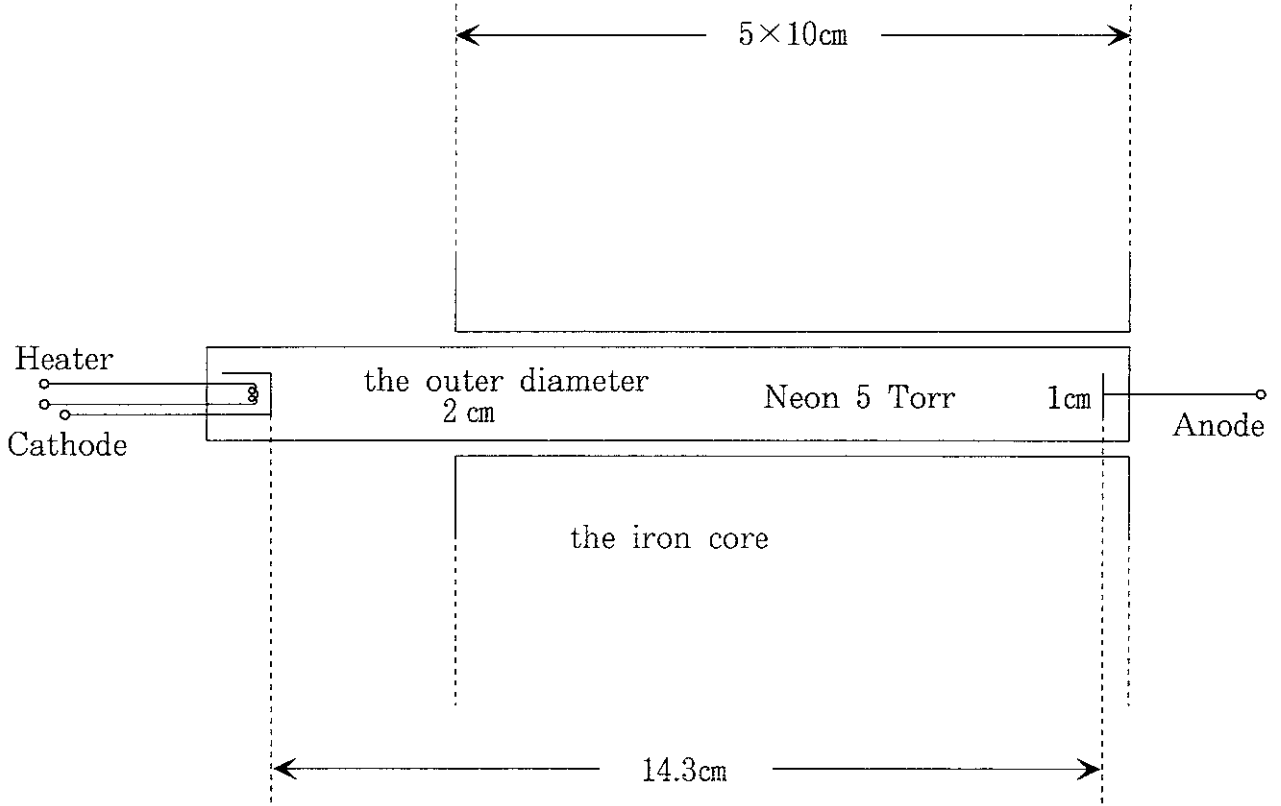 5×10cm
Heater
the outer diameter
2 cm
Neon 5 Torr
1cm
Cathode
Anode
the iron core
14.3cm